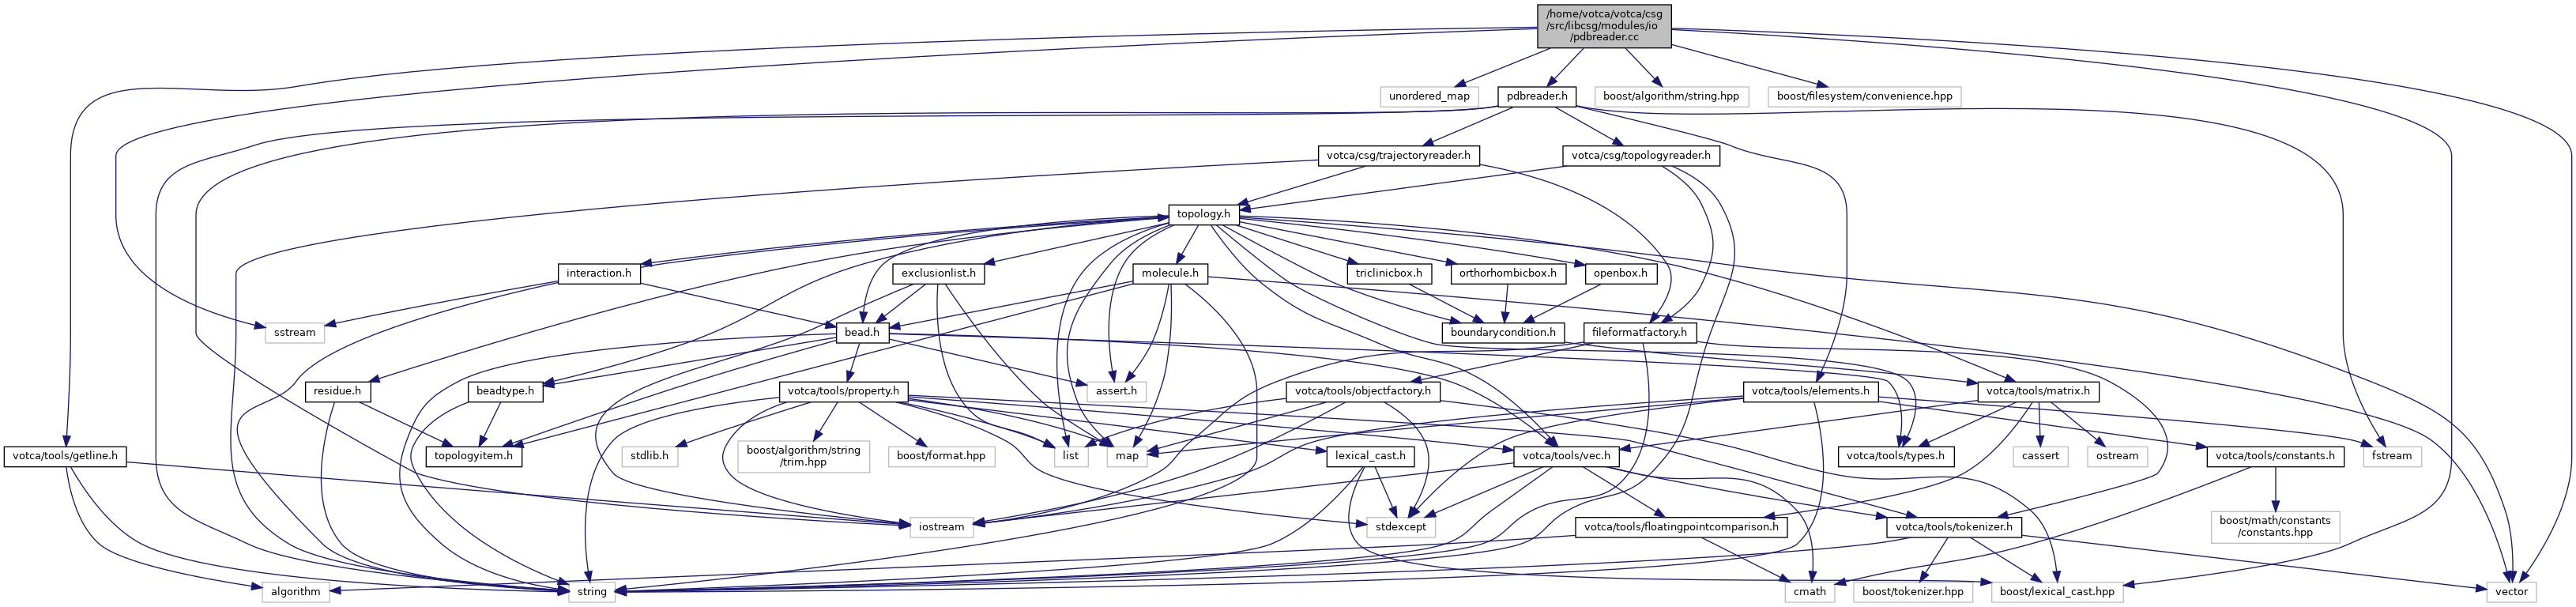 /home/votca/votca/csg
/src/libcsg/modules/io
/pdbreader.cc
unordered_map
pdbreader.h
boost/algorithm/string.hpp
boost/filesystem/convenience.hpp
votca/csg/trajectoryreader.h
votca/csg/topologyreader.h
topology.h
interaction.h
exclusionlist.h
molecule.h
triclinicbox.h
orthorhombicbox.h
openbox.h
sstream
bead.h
boundarycondition.h
fileformatfactory.h
residue.h
beadtype.h
votca/tools/property.h
assert.h
votca/tools/objectfactory.h
votca/tools/elements.h
votca/tools/matrix.h
votca/tools/getline.h
topologyitem.h
stdlib.h
boost/algorithm/string
/trim.hpp
boost/format.hpp
list
map
lexical_cast.h
votca/tools/vec.h
votca/tools/types.h
cassert
ostream
votca/tools/constants.h
fstream
iostream
stdexcept
votca/tools/floatingpointcomparison.h
votca/tools/tokenizer.h
boost/math/constants
/constants.hpp
algorithm
string
cmath
boost/tokenizer.hpp
boost/lexical_cast.hpp
vector